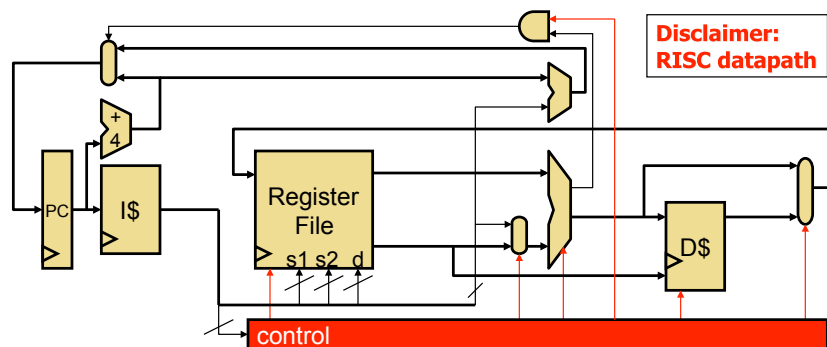 Disclaimer:
RISC datapath
+
4
PC
I$
Register
File
s1 s2 d
D$
control